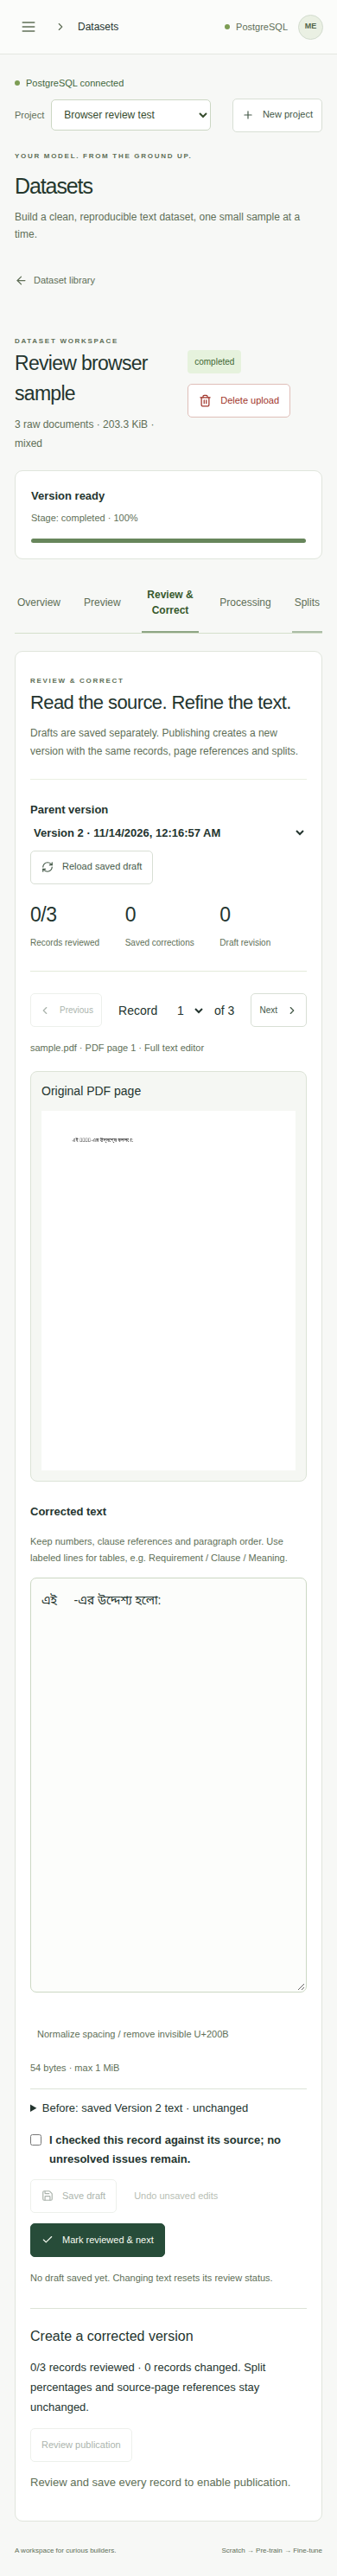 Datasets
PostgreSQL
ME
PostgreSQL connected
Project
Browser review test
New project
YOUR MODEL. FROM THE GROUND UP.
Datasets
Build a clean, reproducible text dataset, one small sample at a
time.
Dataset library
DATASET WORKSPACE
Review browser
sample
completed
Delete upload
3 raw documents · 203.3 KiB ·
mixed
Version ready
Stage: completed · 100%
Overview
Preview
Review &
Correct
Processing
Splits
REVIEW & CORRECT
Read the source. Refine the text.
Drafts are saved separately. Publishing creates a new
version with the same records, page references and splits.
Parent version
Version 2 · 11/14/2026, 12:16:57 AM
Reload saved draft
0/3
Records reviewed
0
Saved corrections
0
Draft revision
Previous
Record
1
of 3
Next
sample.pdf · PDF page 1 · Full text editor
Original PDF page
Corrected text
Keep numbers, clause references and paragraph order. Use
labeled lines for tables, e.g. Requirement / Clause / Meaning.
এই -এর উদ্দেশ্য হলো:
Normalize spacing / remove invisible U+200B
54 bytes · max 1 MiB
Before: saved Version 2 text · unchanged
I checked this record against its source; no
unresolved issues remain.
Save draft
Undo unsaved edits
Mark reviewed & next
No draft saved yet. Changing text resets its review status.
Create a corrected version
0/3 records reviewed · 0 records changed. Split
percentages and source-page references stay
unchanged.
Review publication
Review and save every record to enable publication.
A workspace for curious builders.
Scratch → Pre-train → Fine-tune